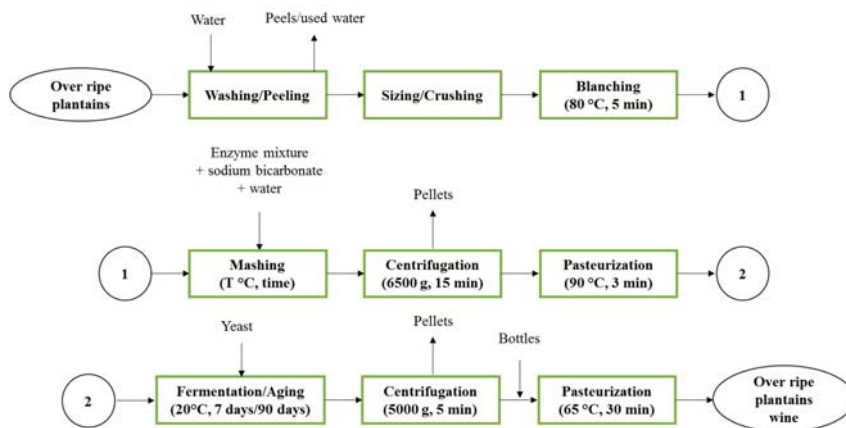 Water
Peels/used water
Over ripe
plantains
Washing/Peeling
Sizing/Crushing
Blanching
(80 °C, 5 min)
1
Enzyme mixture
+ sodium bicarbonate
+ water
Pellets
1
Mashing
(T °C, time)
Centrifugation
(6500 g, 15 min)
Pasteurization
(90 °C, 3 min)
2
Yeast
Pellets
Bottles
2
Fermentation/Aging
(20°C, 7 days/90 days)
Centrifugation
(5000 g, 5 min)
Pasteurization
(65 °C, 30 min)
Over ripe
plantains
wine